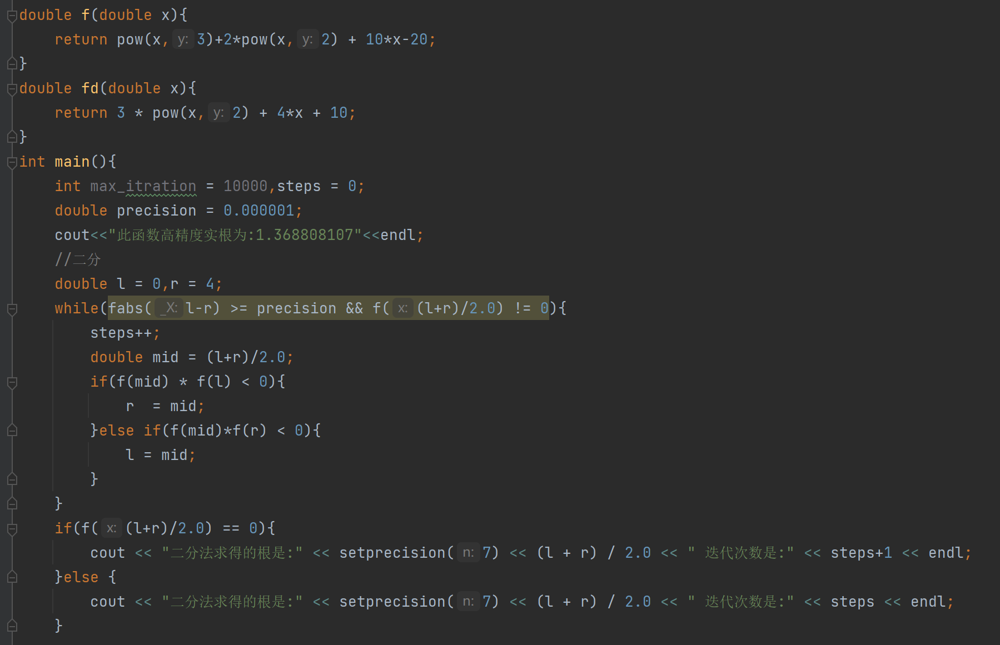 double f(double x){
    return pow(x, y: 3)+2*pow(x, y: 2) + 10*x-20;
}
double fd(double x){
    return 3 * pow(x, y: 2) + 4*x + 10;
}
int main(){
    int max_itration = 10000,steps = 0;
    double precision = 0.000001;
    cout<<"此函数高精度实根为:1.368808107"<<endl;
    //二分
    double l = 0,r = 4;
    while(fabs( _X: l-r) >= precision && f( x: (l+r)/2.0) != 0){
        steps++;
        double mid = (l+r)/2.0;
        if(f(mid) * f(l) < 0){
            r  = mid;
        }else if(f(mid)*f(r) < 0){
            l = mid;
        }
    }
    if(f( x: (l+r)/2.0) == 0){
        cout << "二分法求得的根是:" << setprecision( n: 7) << (l + r) / 2.0 << " 迭代次数是:" << steps+1 << endl;
    }else {
        cout << "二分法求得的根是:" << setprecision( n: 7) << (l + r) / 2.0 << " 迭代次数是:" << steps << endl;
    }